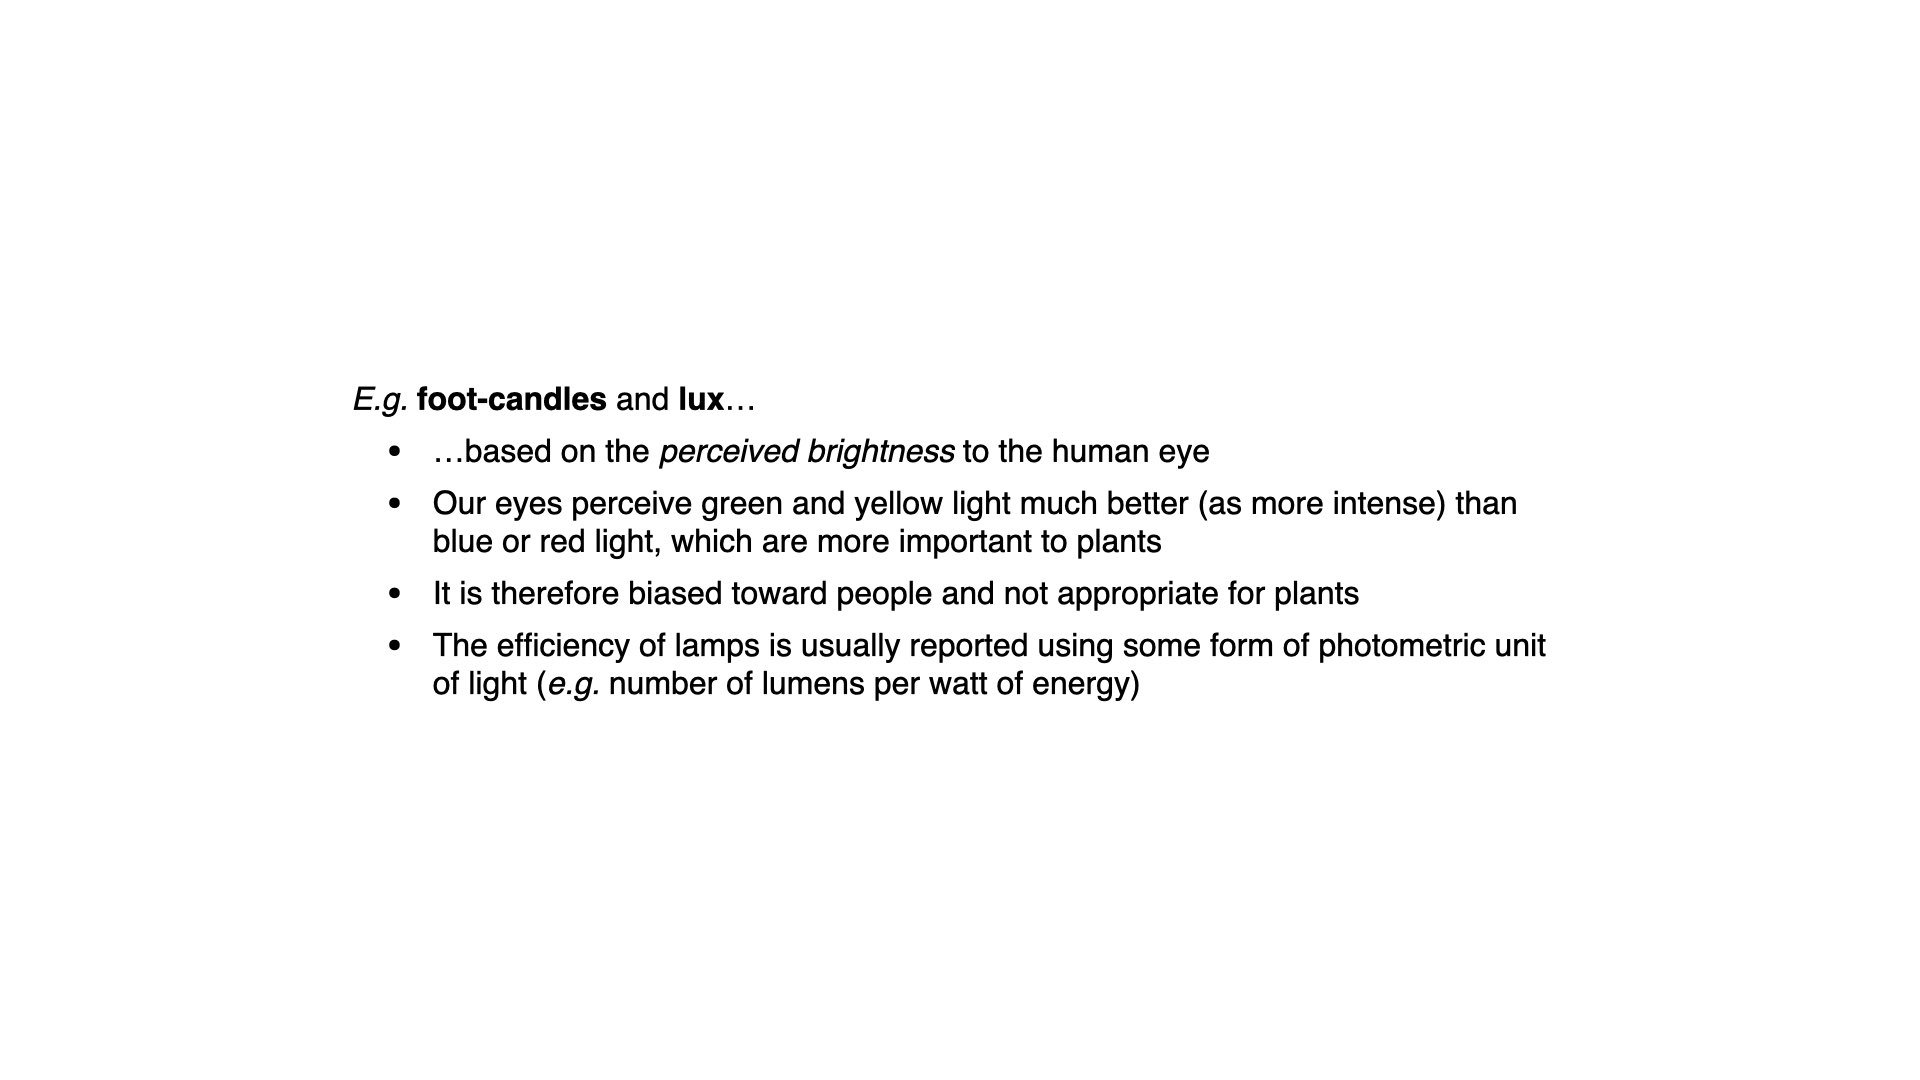 E.g. foot-candles and lux…
• …based on the perceived brightness to the human eye
• Our eyes perceive green and yellow light much better (as more intense) than
blue or red light, which are more important to plants
• It is therefore biased toward people and not appropriate for plants
• The efficiency of lamps is usually reported using some form of photometric unit
of light (e.g. number of lumens per watt of energy)